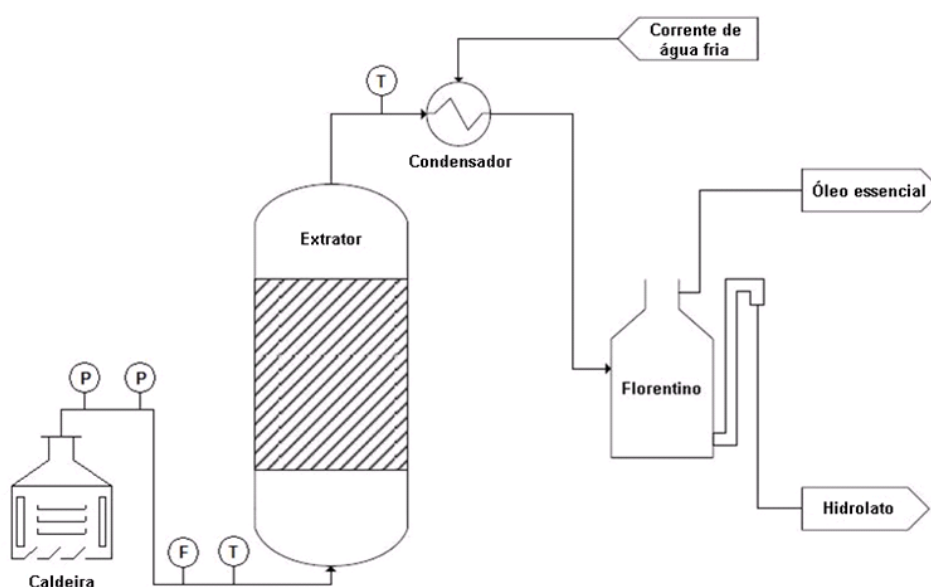 Corrente de
água fria
T
Condensador
Óleo essencial
Extrator
P
P
Florentino
Hidrolato
F
T
Caldeira